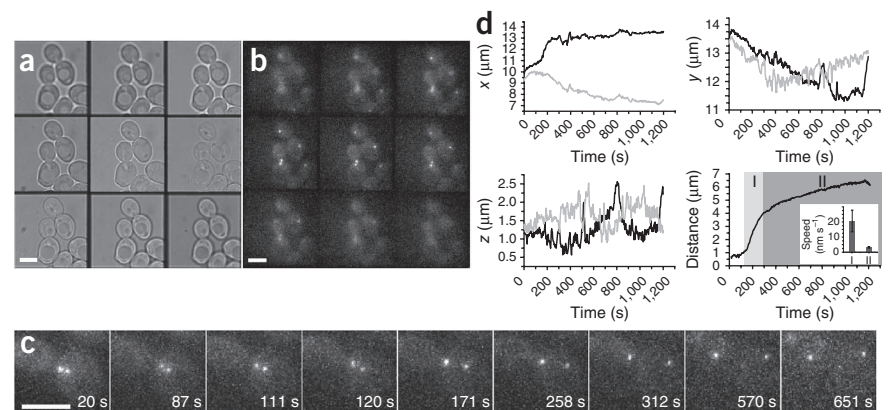 a
b
d
14
13
12
11
10
9
8
7
x (µm)
0
200
400
600
800
1,000
1,200
Time (s)
14
13
12
11
y (µm)
0
200
400
600
800
1,000
1,200
Time (s)
2.5
2.0
1.5
1.0
0.5
z (µm)
0
200
400
600
800
1,000
1,200
Time (s)
7
6
5
4
3
2
1
0
Distance (µm)
I
II
Speed
(nm s⁻¹)
20
10
0
I
II
0
200
400
600
800
1,000
1,200
Time (s)
c
20 s
87 s
111 s
120 s
171 s
258 s
312 s
570 s
651 s